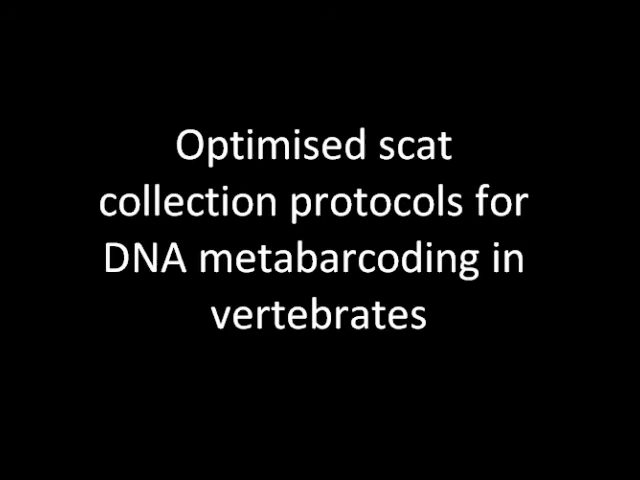 Optimised scat
collection protocols for
DNA metabarcoding in
vertebrates